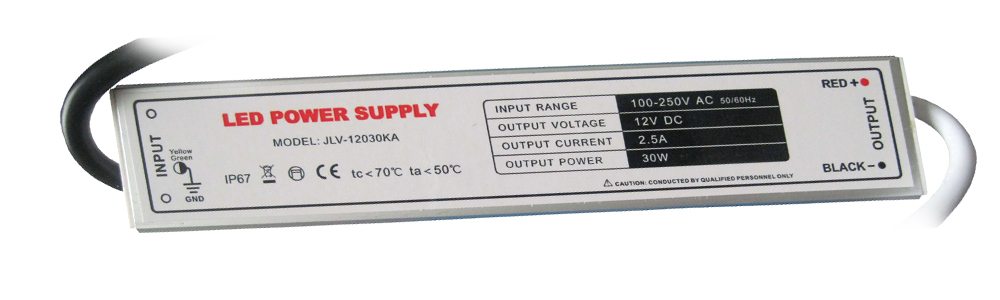 INPUT
Yellow
Green
GND
LED POWER SUPPLY
MODEL: JLV-12030KA
IP67 CE tc<70℃ ta<50℃
INPUT RANGE 100-250V AC 50/60Hz
OUTPUT VOLTAGE 12V DC
OUTPUT CURRENT 2.5A
OUTPUT POWER 30W
CAUTION: CONDUCTED BY QUALIFIED PERSONNEL ONLY
RED +
BLACK -
OUTPUT